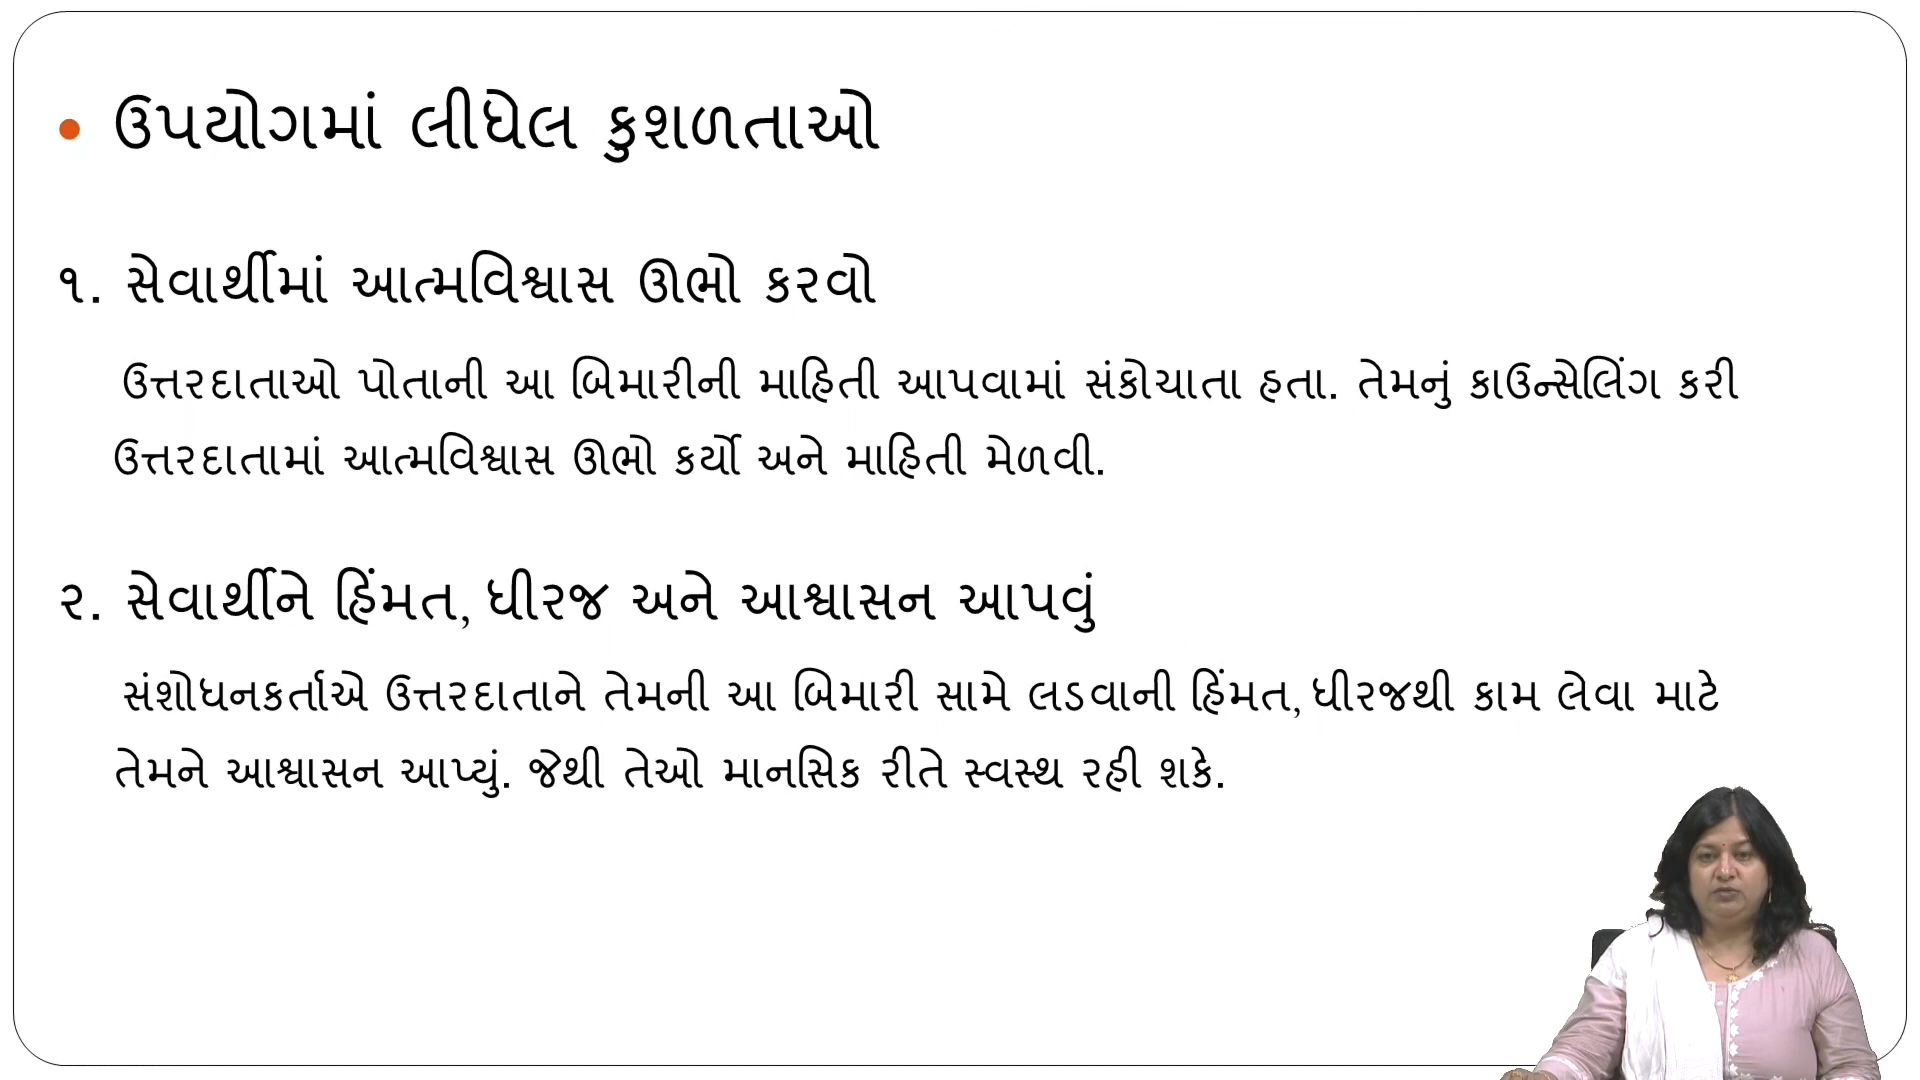 • ઉપયોગમાં લીધેલ કુશળતાઓ
૧. સેવાર્થીમાં આત્મવિશ્વાસ ઊભો કરવો
ઉત્તરદાતાઓ પોતાની આ બિમારીની માહિતી આપવામાં સંકોચાતા હતા. તેમનું કાઉન્સેલિંગ કરી
ઉત્તરદાતામાં આત્મવિશ્વાસ ઊભો કર્યો અને માહિતી મેળવી.
૨. સેવાર્થીને હિંમત, ધીરજ અને આશ્વાસન આપવું
સંશોધનકર્તાએ ઉત્તરદાતાને તેમની આ બિમારી સામે લડવાની હિંમત, ધીરજથી કામ લેવા માટે
તેમને આશ્વાસન આપ્યું. જેથી તેઓ માનસિક રીતે સ્વસ્થ રહી શકે.